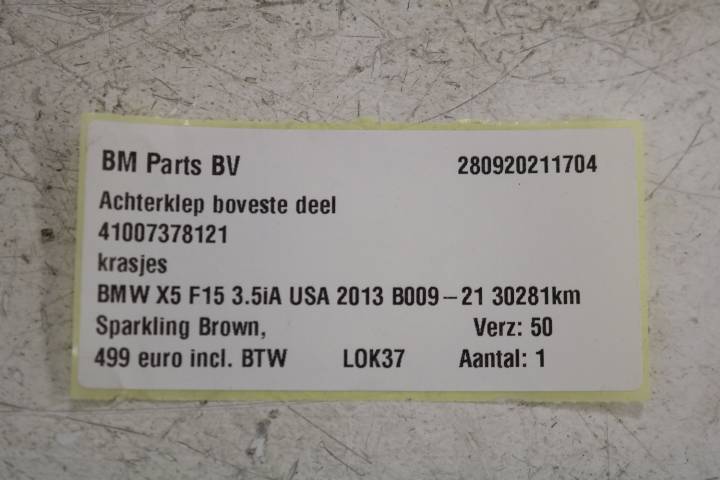 BM Parts BV 280920211704
Achterklep boveste deel
41007378121
krasjes
BMW X5 F15 3.5iA USA 2013 B009-21 30281km
Sparkling Brown, Verz: 50
499 euro incl. BTW LOK37 Aantal: 1